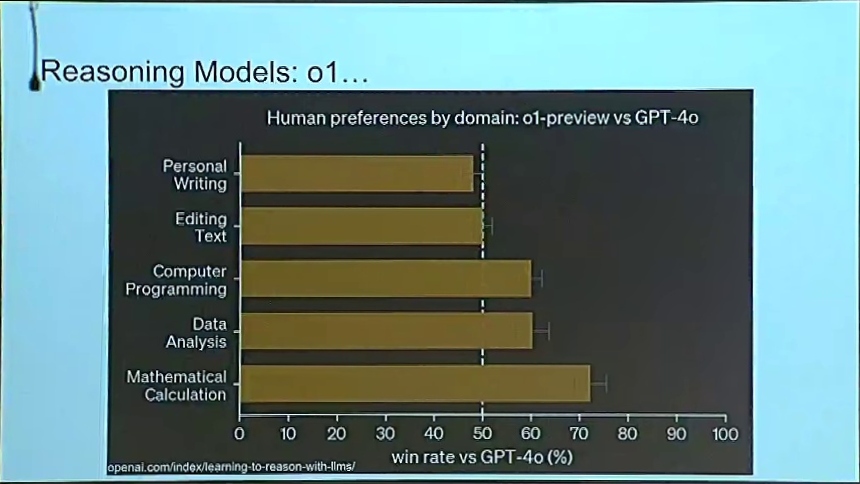 Reasoning Models: o1…
Human preferences by domain: o1-preview vs GPT-4o
Personal
Writing
Editing
Text
Computer
Programming
Data
Analysis
Mathematical
Calculation
0 10 20 30 40 50 60 70 80 90 100
win rate vs GPT-4o (%)
openai.com/index/learning-to-reason-with-llms/